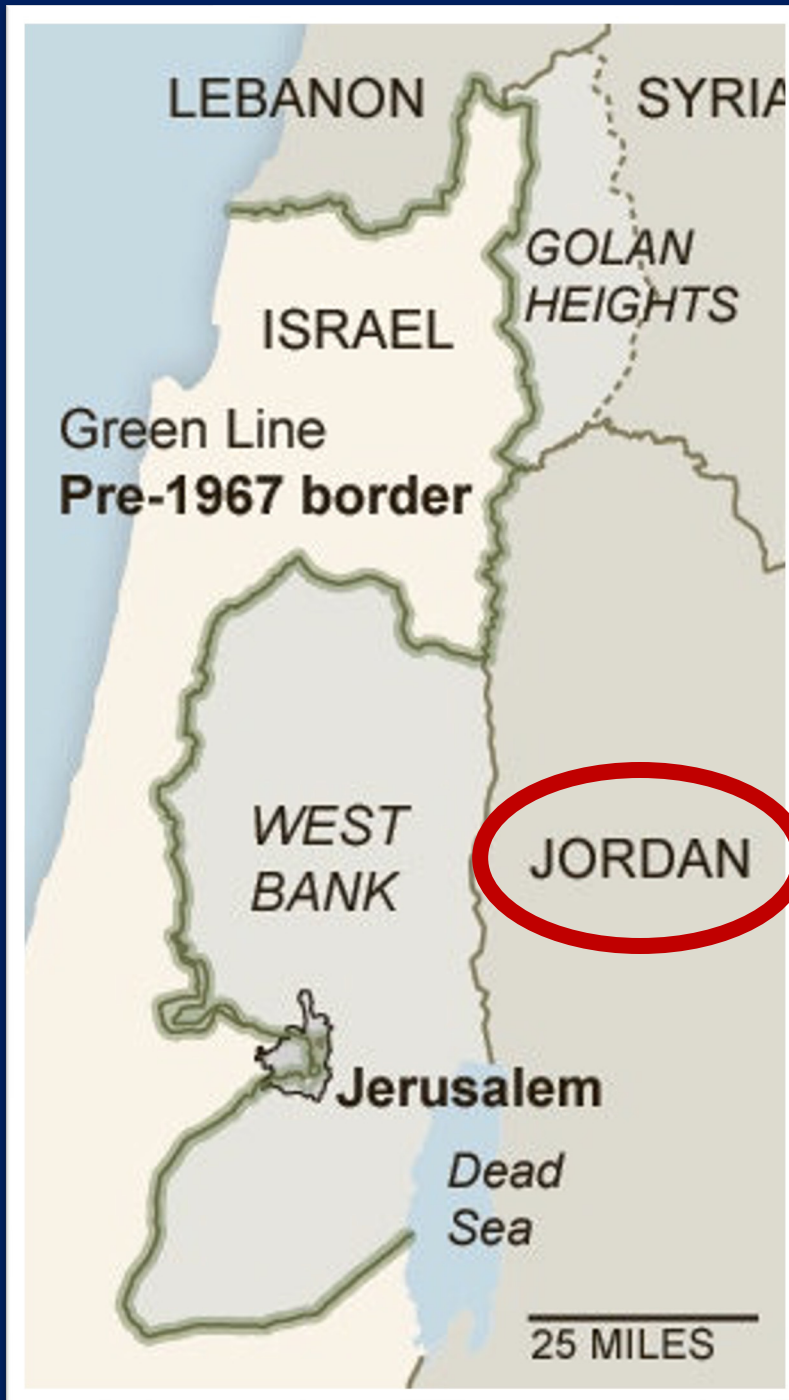 LEBANON
SYRIA
GOLAN
HEIGHTS
ISRAEL
Green Line
Pre-1967 border
WEST
BANK
JORDAN
Jerusalem
Dead
Sea
25 MILES